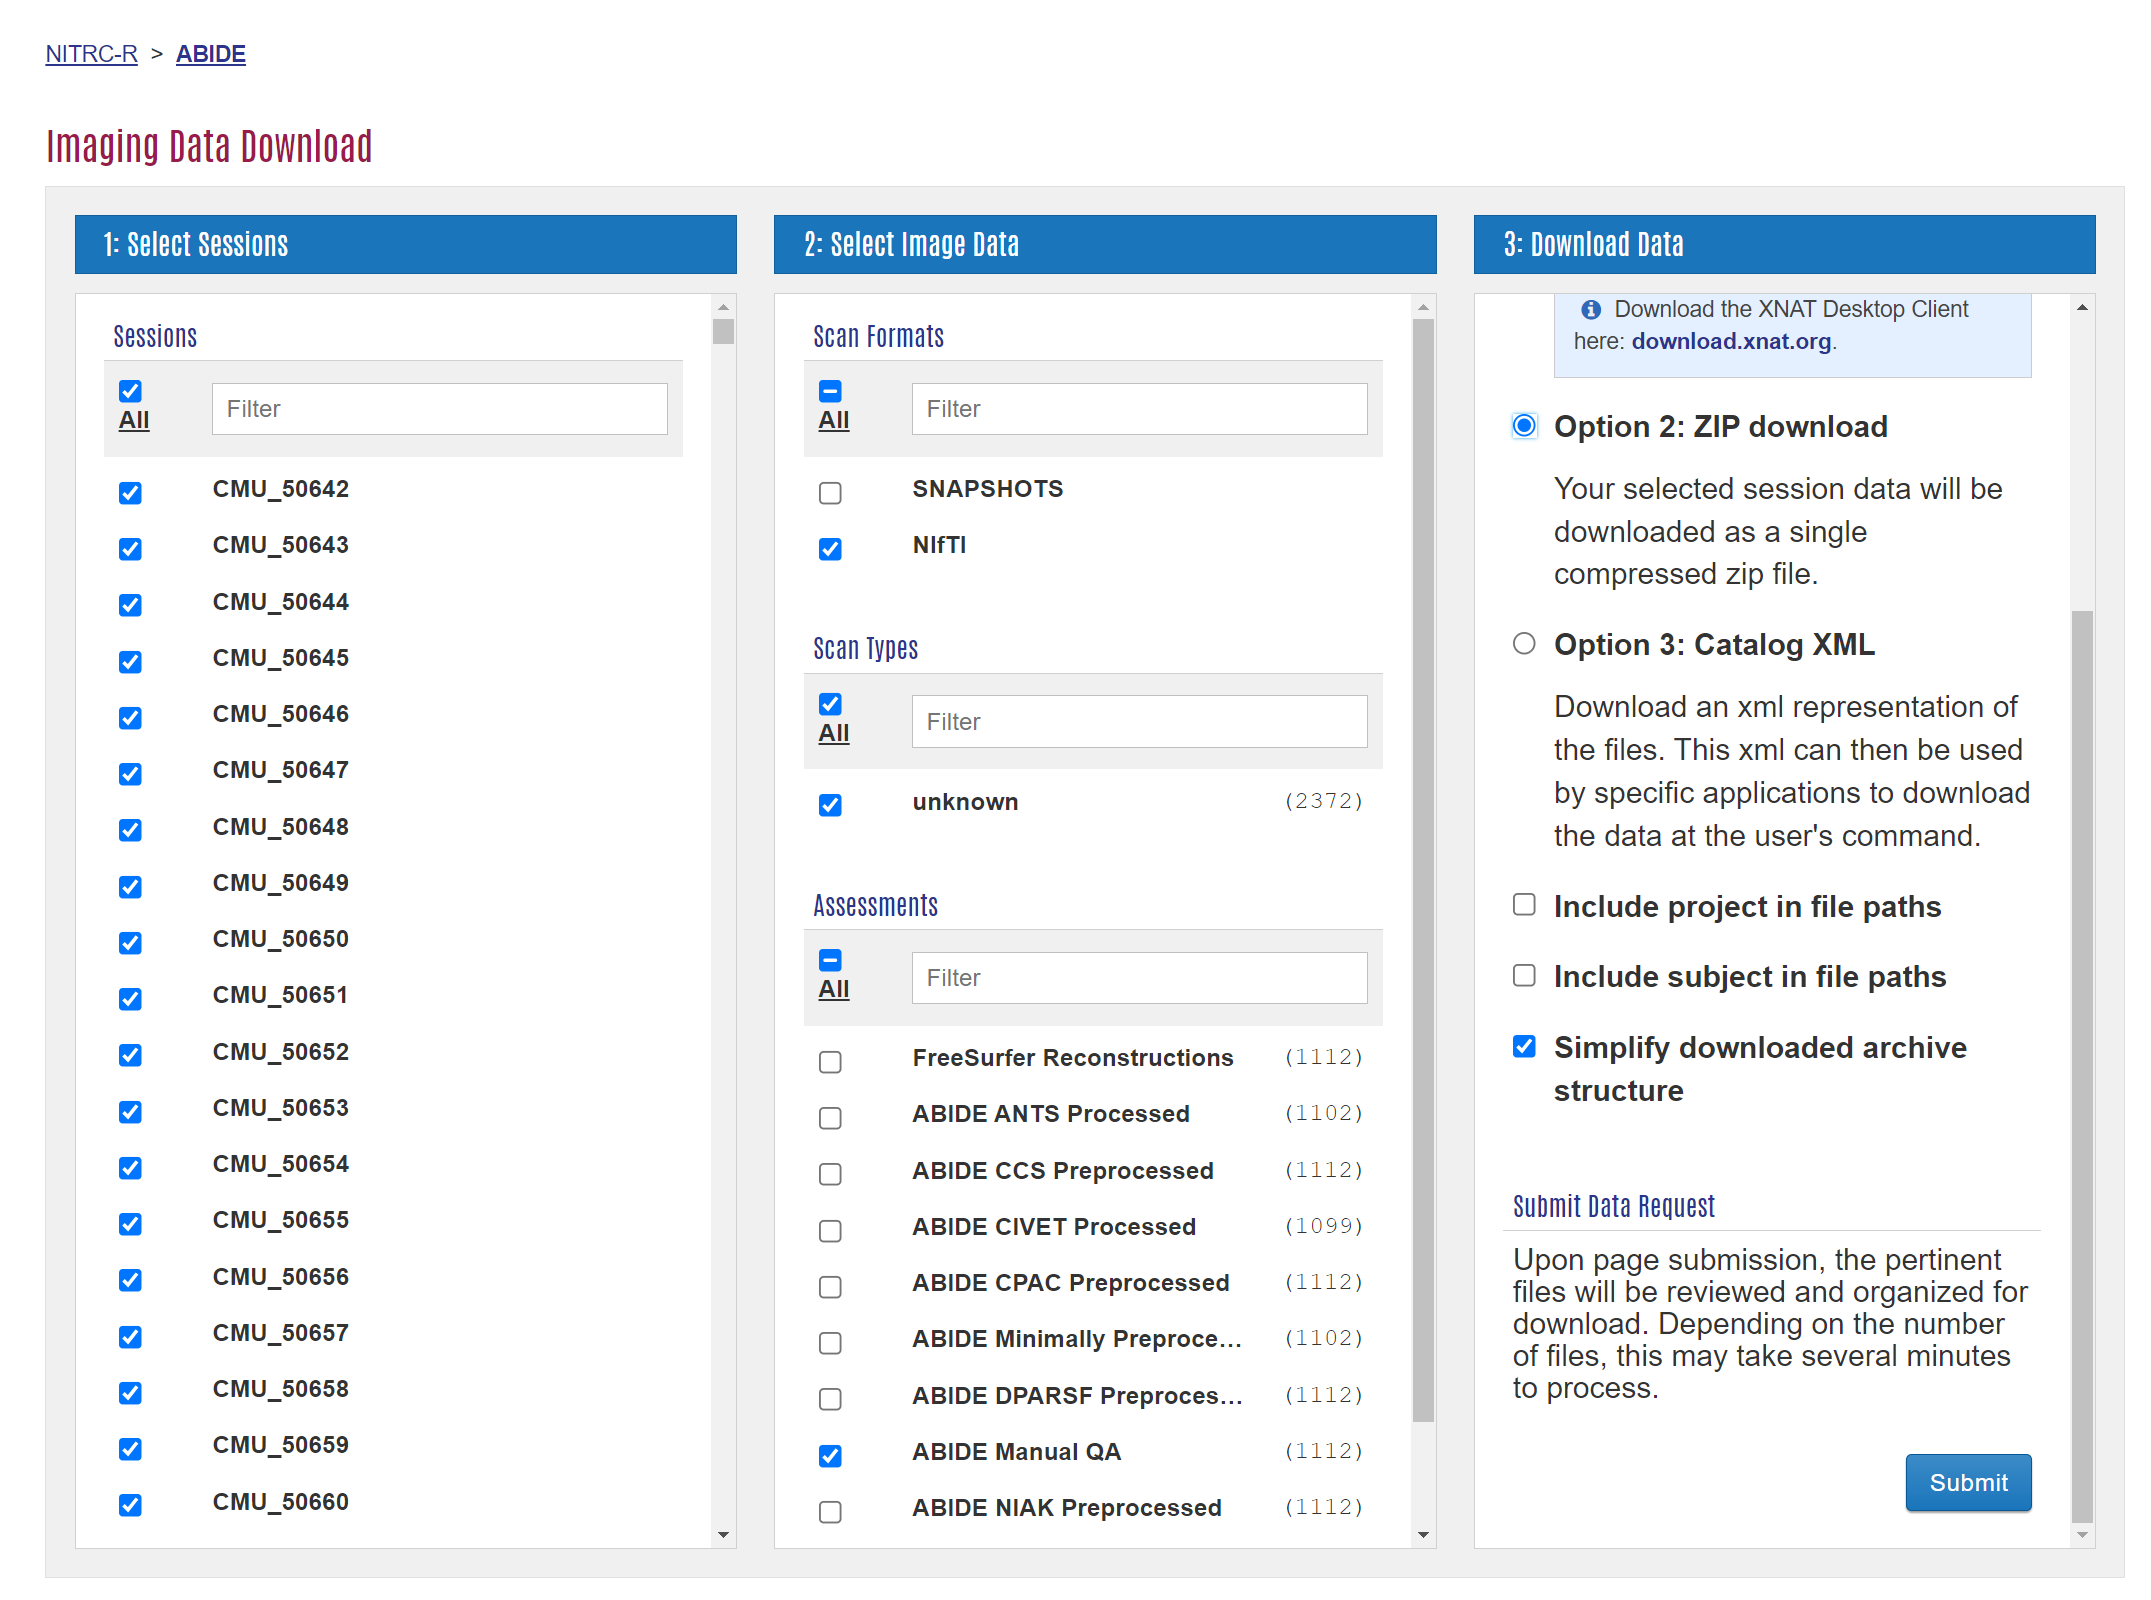 NITRC-R > ABIDE
Imaging Data Download
1: Select Sessions
Sessions
All
Filter
CMU_50642
CMU_50643
CMU_50644
CMU_50645
CMU_50646
CMU_50647
CMU_50648
CMU_50649
CMU_50650
CMU_50651
CMU_50652
CMU_50653
CMU_50654
CMU_50655
CMU_50656
CMU_50657
CMU_50658
CMU_50659
CMU_50660
2: Select Image Data
Scan Formats
All
Filter
SNAPSHOTS
NIfTI
Scan Types
All
Filter
unknown (2372)
Assessments
All
Filter
FreeSurfer Reconstructions (1112)
ABIDE ANTS Processed (1102)
ABIDE CCS Preprocessed (1112)
ABIDE CIVET Processed (1099)
ABIDE CPAC Preprocessed (1112)
ABIDE Minimally Preproce... (1102)
ABIDE DPARSF Preproces... (1112)
ABIDE Manual QA (1112)
ABIDE NIAK Preprocessed (1112)
3: Download Data
Download the XNAT Desktop Client
here: download.xnat.org.
Option 2: ZIP download
Your selected session data will be
downloaded as a single
compressed zip file.
Option 3: Catalog XML
Download an xml representation of
the files. This xml can then be used
by specific applications to download
the data at the user's command.
Include project in file paths
Include subject in file paths
Simplify downloaded archive
structure
Submit Data Request
Upon page submission, the pertinent
files will be reviewed and organized for
download. Depending on the number
of files, this may take several minutes
to process.
Submit